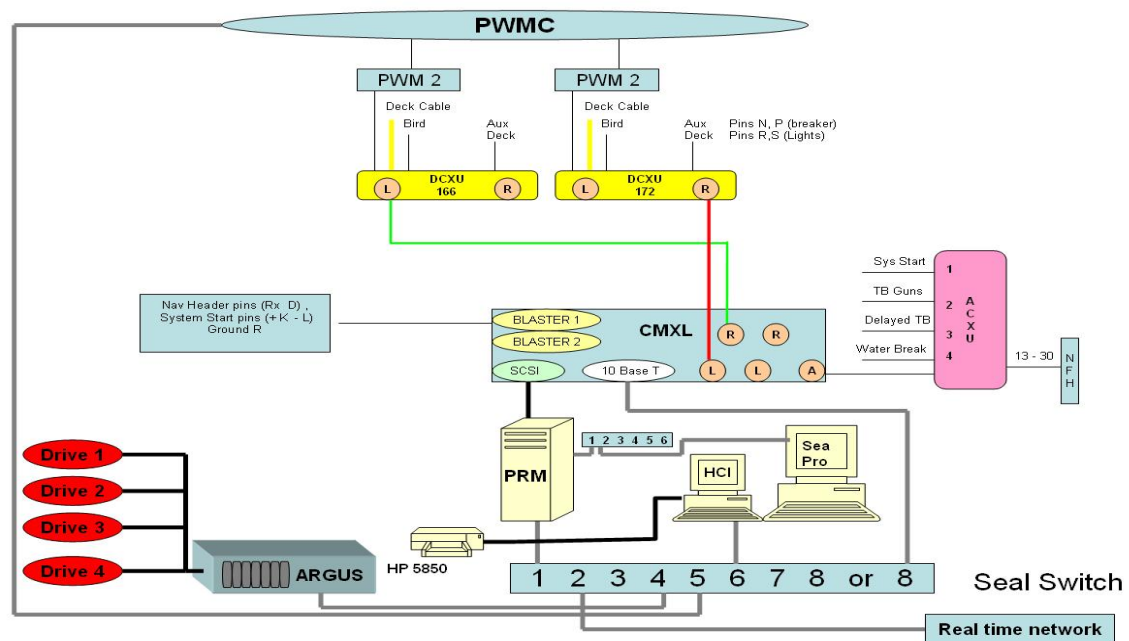 PWMC
PWM 2
PWM 2
Deck Cable
Bird
Aux
Deck
Deck Cable
Bird
Aux
Deck
Pins N, P (breaker)
Pins R,S (Lights)
L
DCXU
166
R
L
DCXU
172
R
Nav Header pins (Rx D) ,
System Start pins (+ K - L)
Ground R
BLASTER 1
BLASTER 2
CMXL
R
R
SCSI
10 Base T
L
L
A
Sys Start
TB Guns
Delayed TB
Water Break
1
2
3
4
A
C
X
U
13 - 30
N
F
H
PRM
1 2 3 4 5 6
HCI
Sea
Pro
Drive 1
Drive 2
Drive 3
Drive 4
ARGUS
HP 5850
1 2 3 4 5 6 7 8 or 8
Seal Switch
Real time network